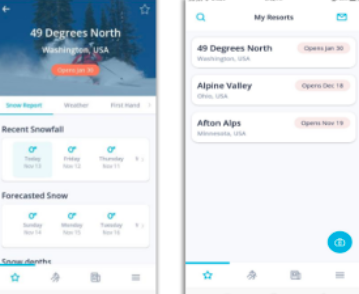 49 Degrees North
Washington, USA
Opens Jan 30
Snow Report
Weather
First Hand
Recent Snowfall
0"
0"
0"
Today
Friday
Thursday
Nov 13
Nov 12
Nov 11
Forecasted Snow
0"
0"
0"
Sunday
Monday
Tuesday
Nov 14
Nov 15
Nov 16
Snow depths
My Resorts
49 Degrees North
Opens Jan 30
Washington, USA
Alpine Valley
Opens Dec 18
Ohio, USA
Afton Alps
Opens Nov 19
Minnesota, USA